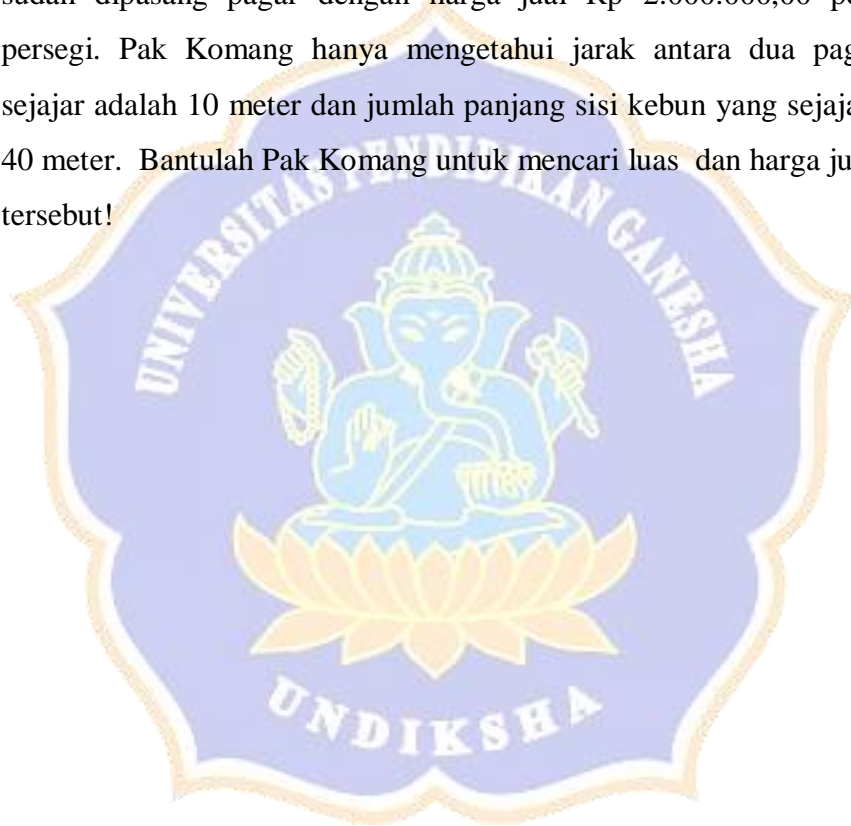 sudah dipasang pagar dengan harga jual Rp 2.000.000,00 pe
persegi. Pak Komang hanya mengetahui jarak antara dua pag
sejajar adalah 10 meter dan jumlah panjang sisi kebun yang sejaja
40 meter. Bantulah Pak Komang untuk mencari luas dan harga ju
tersebut!
UNIVERSITAS PENDIDIKAN GANESHA
UNDIKSHA